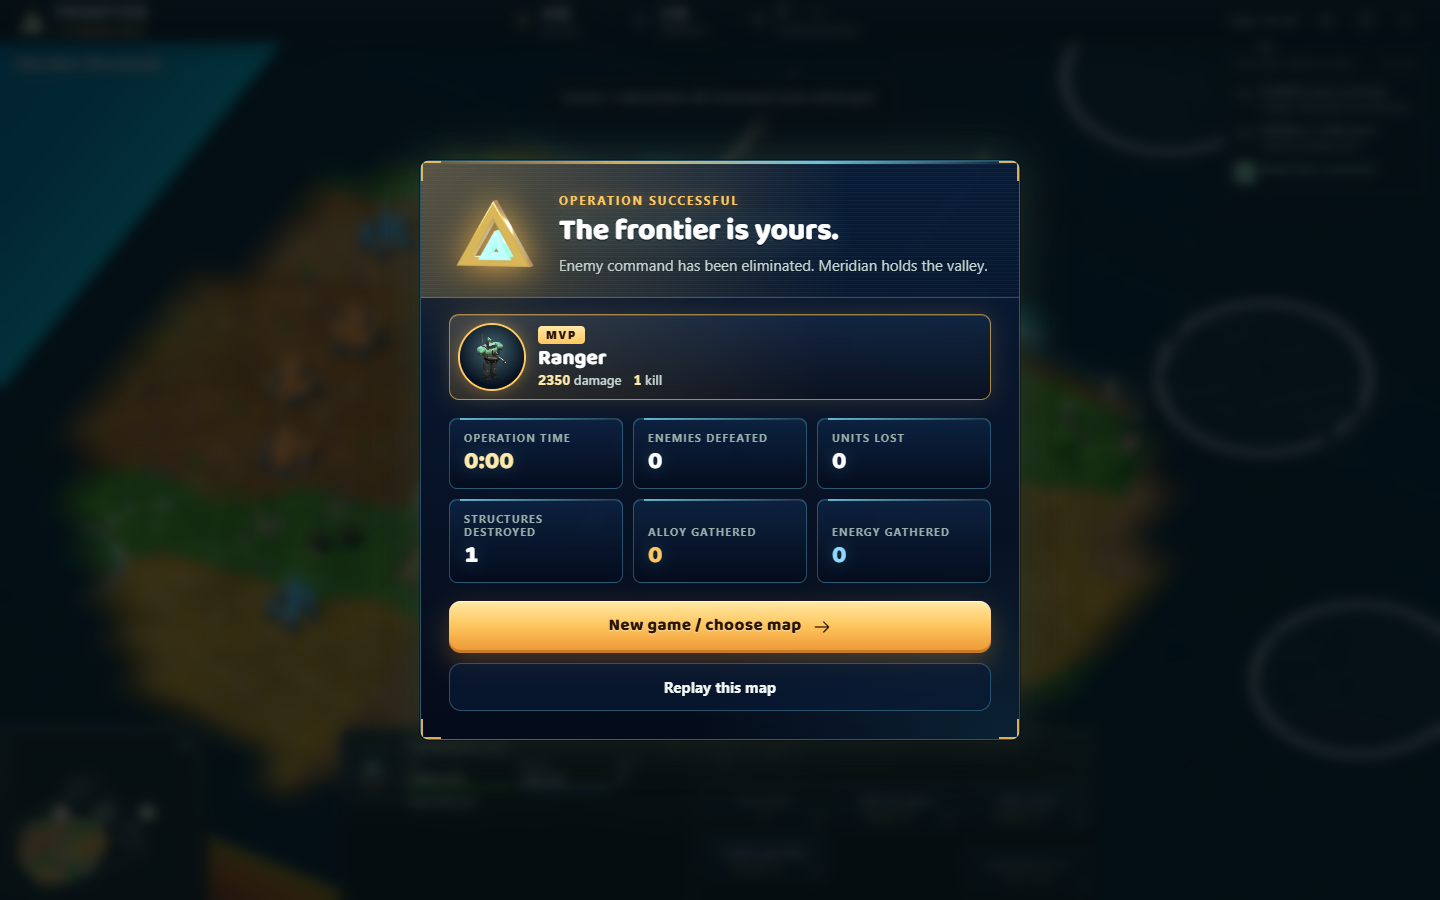 OPERATION SUCCESSFUL
The frontier is yours.
Enemy command has been eliminated. Meridian holds the valley.
MVP
Ranger
2350 damage 1 kill
OPERATION TIME
0:00
ENEMIES DEFEATED
0
UNITS LOST
0
STRUCTURES
DESTROYED
1
ALLOY GATHERED
0
ENERGY GATHERED
0
New game / choose map →
Replay this map